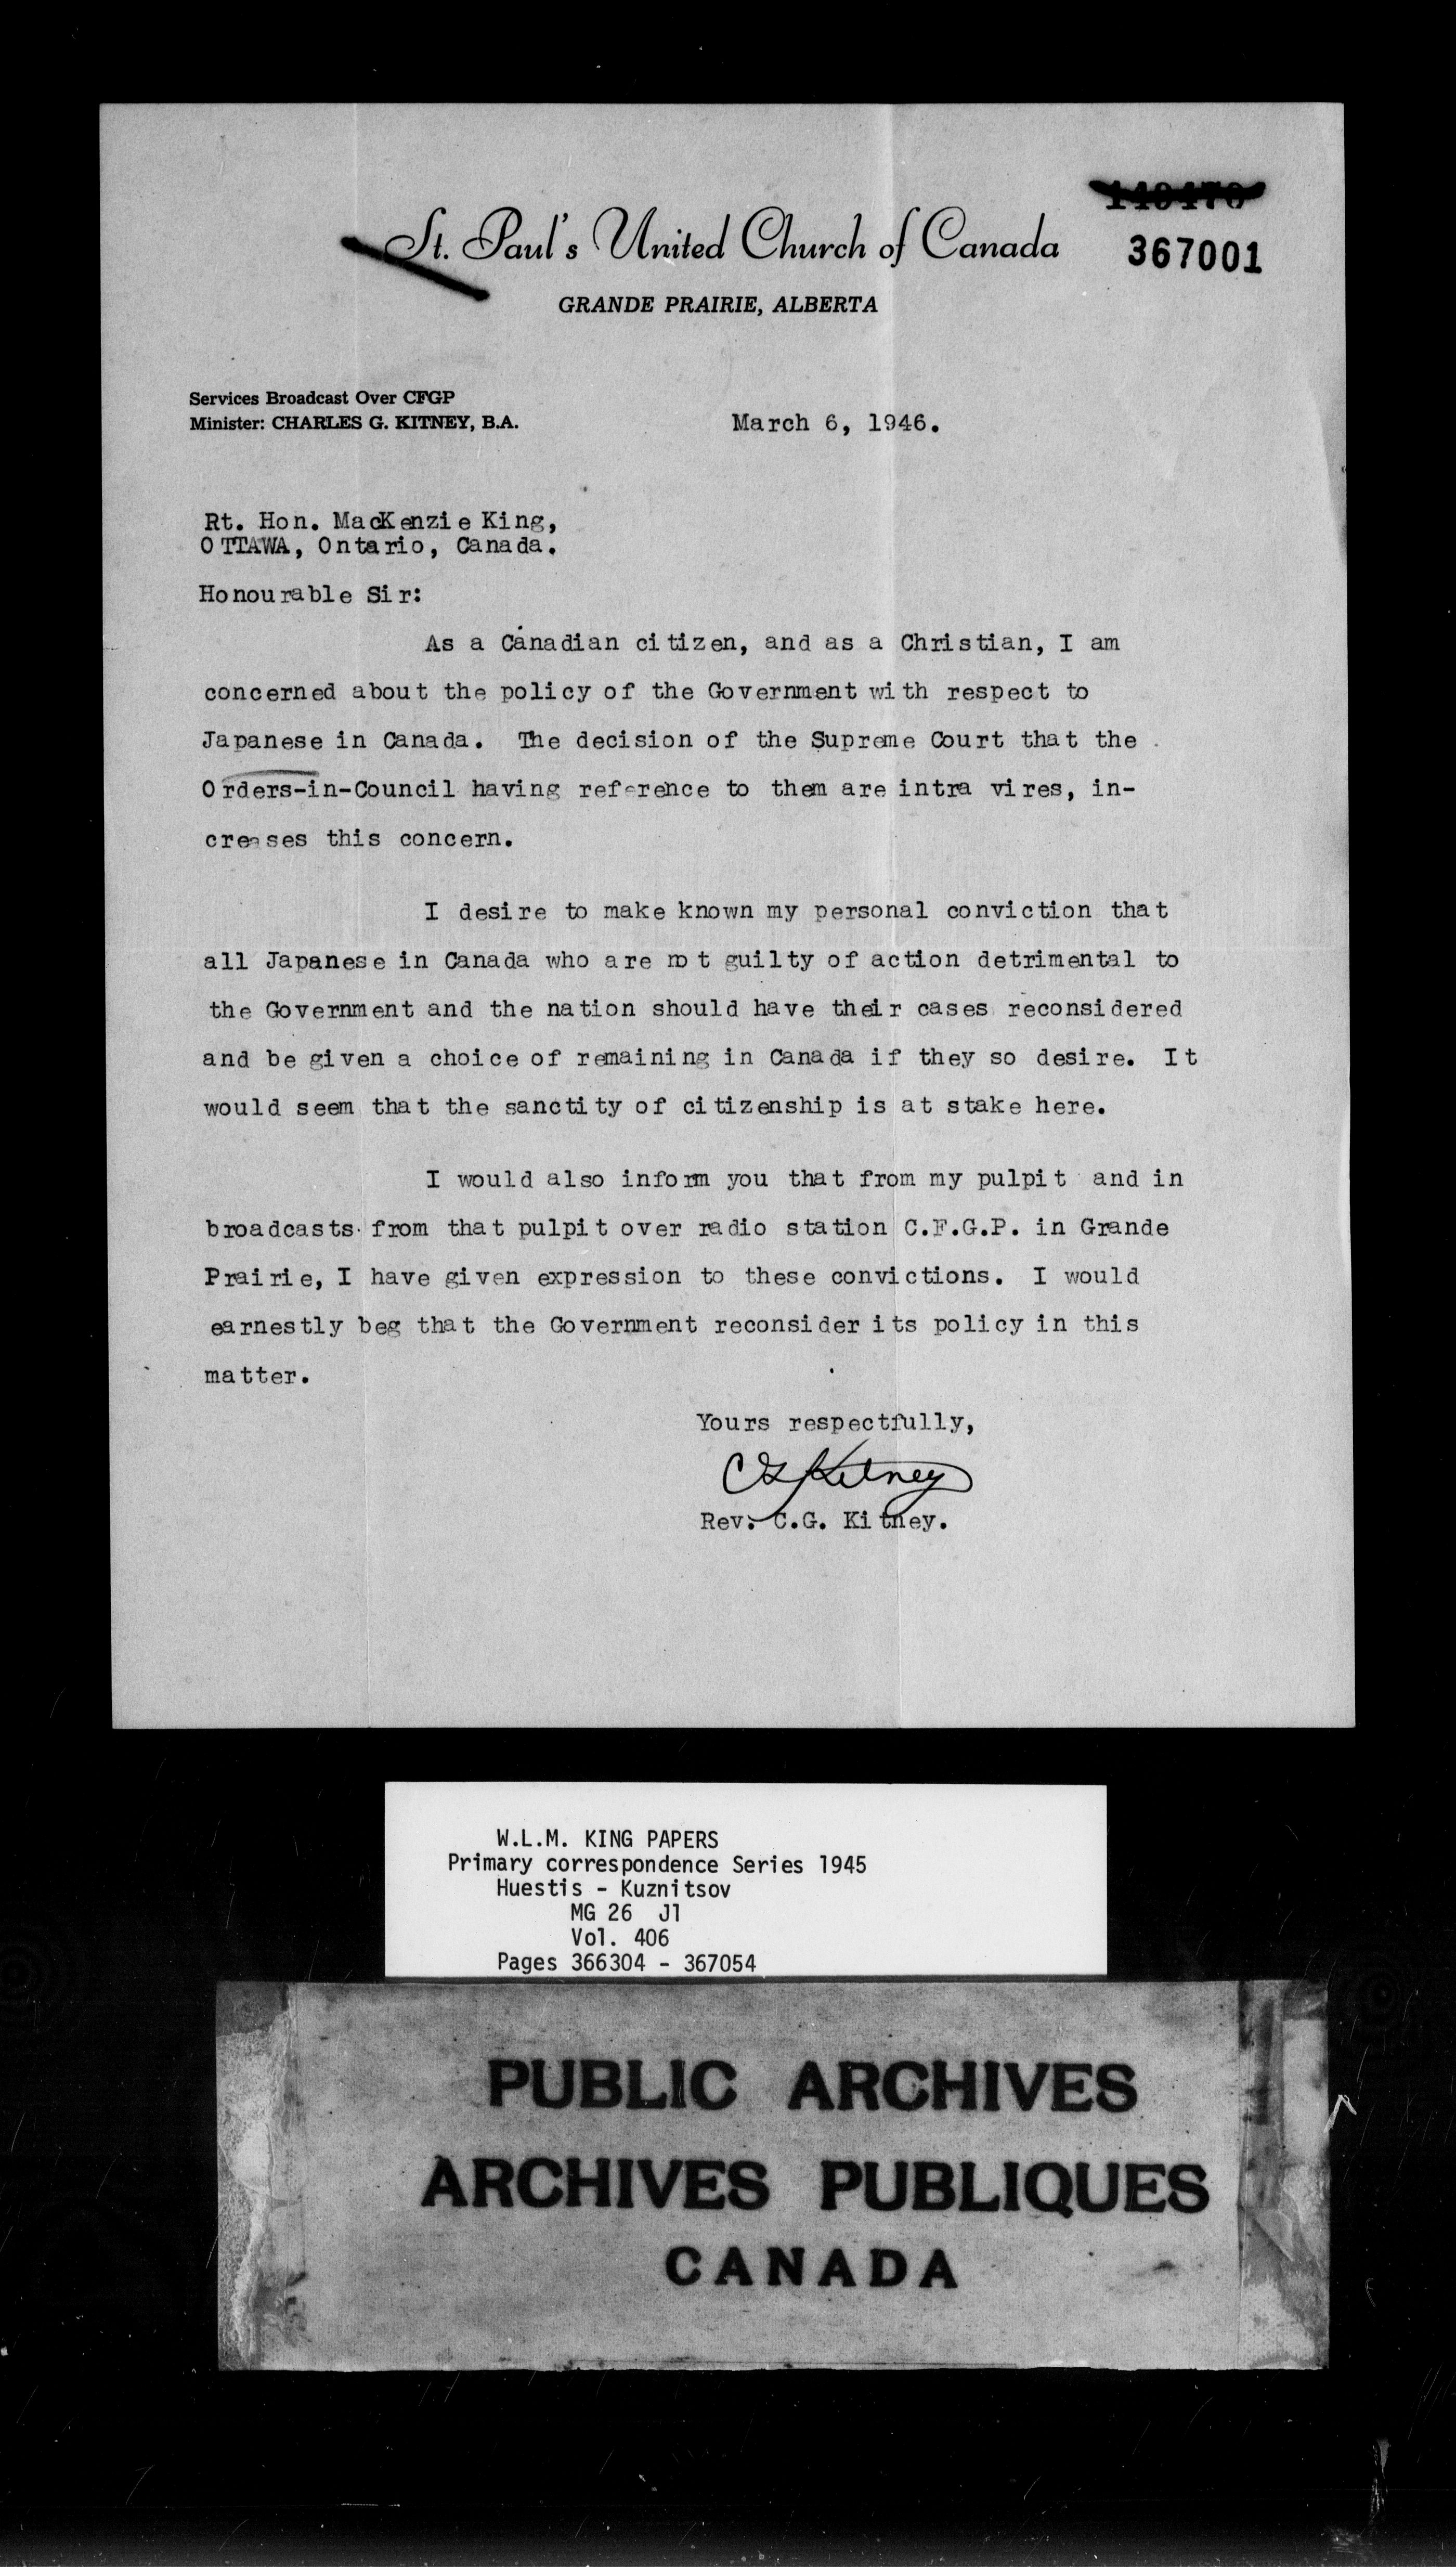 149476
367001
St. Paul's United Church of Canada
GRANDE PRAIRIE, ALBERTA
Services Broadcast Over CFGP
Minister: CHARLES G. KITNEY, B.A.
March 6, 1946.
Rt. Hon. MacKenzie King,
OTTAWA, Ontario, Canada.
Honourable Sir:
As a Canadian citizen, and as a Christian, I am
concerned about the policy of the Government with respect to
Japanese in Canada. The decision of the Supreme Court that the
Orders-in-Council having reference to them are intra vires, in-
creases this concern.
I desire to make known my personal conviction that
all Japanese in Canada who are not guilty of action detrimental to
the Government and the nation should have their cases reconsidered
and be given a choice of remaining in Canada if they so desire. It
would seem that the sanctity of citizenship is at stake here.
I would also inform you that from my pulpit and in
broadcasts from that pulpit over radio station C.F.G.P. in Grande
Prairie, I have given expression to these convictions. I would
earnestly beg that the Government reconsider its policy in this
matter.
Yours respectfully,
CGKitney
Rev. C.G. Kitney.
W.L.M. KING PAPERS
Primary correspondence Series 1945
Huestis - Kuznitsov
MG 26 J1
Vol. 406
Pages 366304 - 367054
PUBLIC ARCHIVES
ARCHIVES PUBLIQUES
CANADA